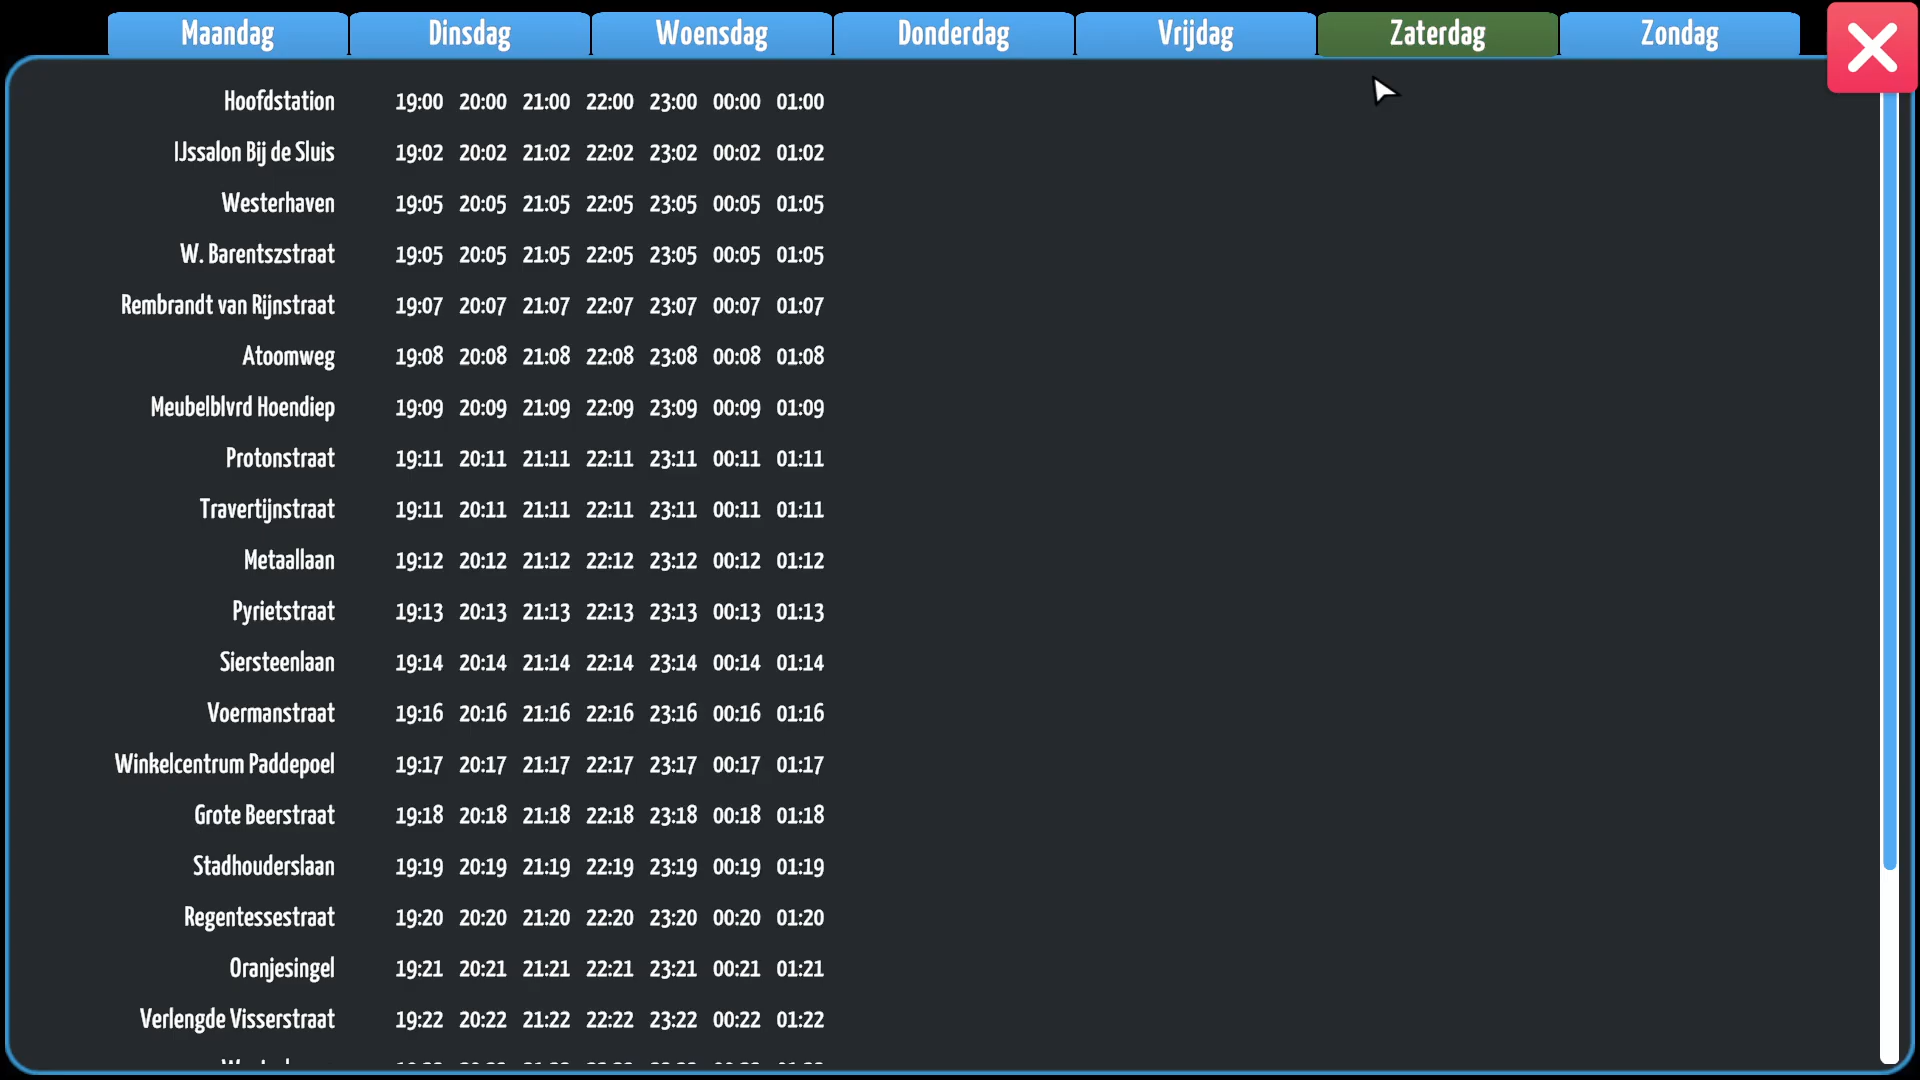 Maandag Dinsdag Woensdag Donderdag Vrijdag Zaterdag Zondag
Hoofdstation 19:00 20:00 21:00 22:00 23:00 00:00 01:00
IJssalon Bij de Sluis 19:02 20:02 21:02 22:02 23:02 00:02 01:02
Westerhaven 19:05 20:05 21:05 22:05 23:05 00:05 01:05
W. Barentszstraat 19:05 20:05 21:05 22:05 23:05 00:05 01:05
Rembrandt van Rijnstraat 19:07 20:07 21:07 22:07 23:07 00:07 01:07
Atoomweg 19:08 20:08 21:08 22:08 23:08 00:08 01:08
Meubelblvrd Hoendiep 19:09 20:09 21:09 22:09 23:09 00:09 01:09
Protonstraat 19:11 20:11 21:11 22:11 23:11 00:11 01:11
Travertijnstraat 19:11 20:11 21:11 22:11 23:11 00:11 01:11
Metaallaan 19:12 20:12 21:12 22:12 23:12 00:12 01:12
Pyrietstraat 19:13 20:13 21:13 22:13 23:13 00:13 01:13
Siersteenlaan 19:14 20:14 21:14 22:14 23:14 00:14 01:14
Voermanstraat 19:16 20:16 21:16 22:16 23:16 00:16 01:16
Winkelcentrum Paddepoel 19:17 20:17 21:17 22:17 23:17 00:17 01:17
Grote Beerstraat 19:18 20:18 21:18 22:18 23:18 00:18 01:18
Stadhouderslaan 19:19 20:19 21:19 22:19 23:19 00:19 01:19
Regentessestraat 19:20 20:20 21:20 22:20 23:20 00:20 01:20
Oranjesingel 19:21 20:21 21:21 22:21 23:21 00:21 01:21
Verlengde Visserstraat 19:22 20:22 21:22 22:22 23:22 00:22 01:22